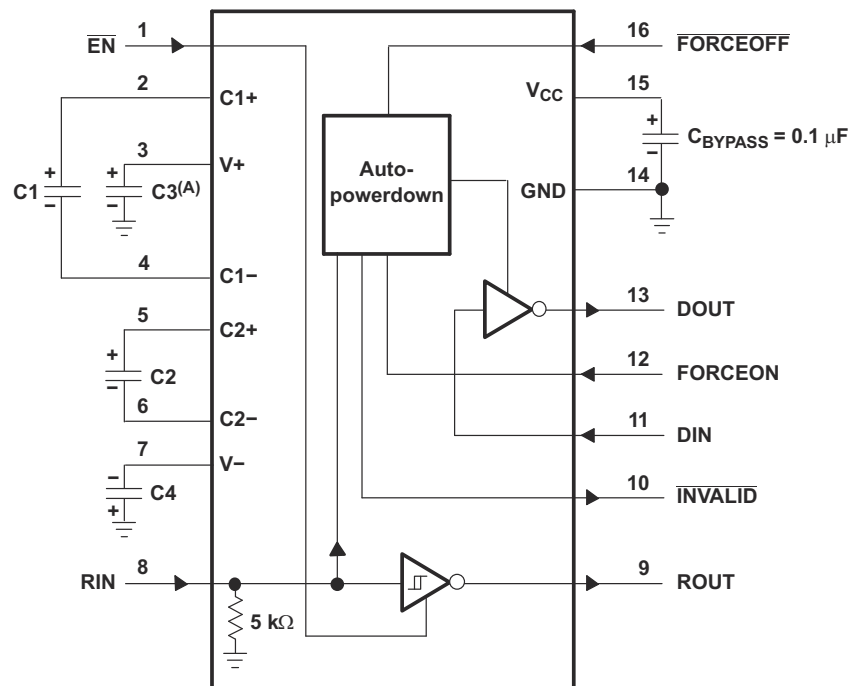 EN 1
2 C1+
3 V+
C1 C3(A)
4 C1−
5 C2+
C2
6 C2−
7 V−
C4
RIN 8
5 kΩ
Auto-
powerdown
16 FORCEOFF
VCC 15
CBYPASS = 0.1 μF
GND 14
13 DOUT
12 FORCEON
11 DIN
10 INVALID
9 ROUT
+
−
+
−
+
−
−
+
+
−